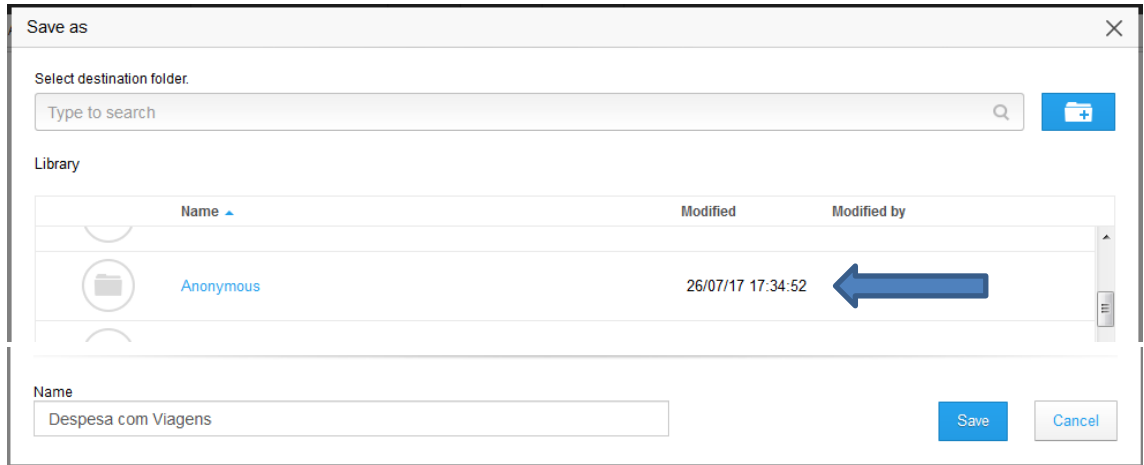 Save as
Select destination folder.
Type to search
Library
Name Modified Modified by
Anonymous 26/07/17 17:34:52
Name
Despesa com Viagens
Save Cancel